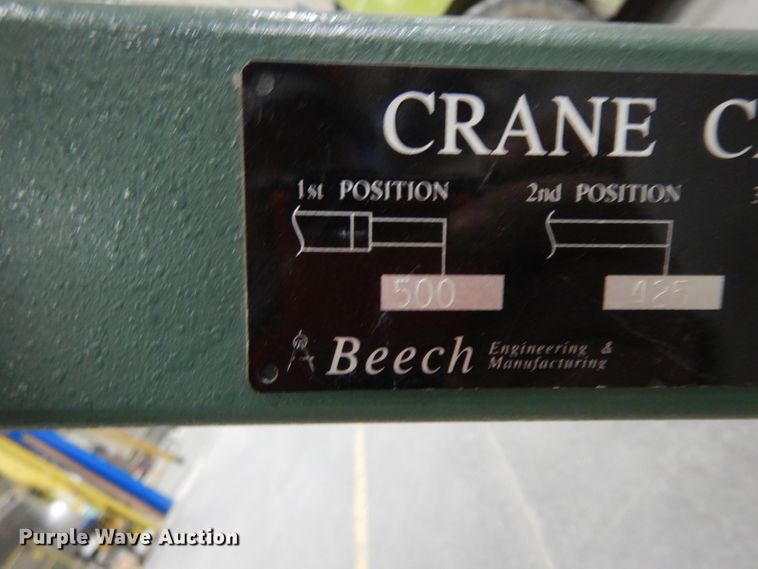 CRANE C
1st POSITION 2nd POSITION
500 425
Beech Engineering &
Manufacturing
Purple Wave Auction